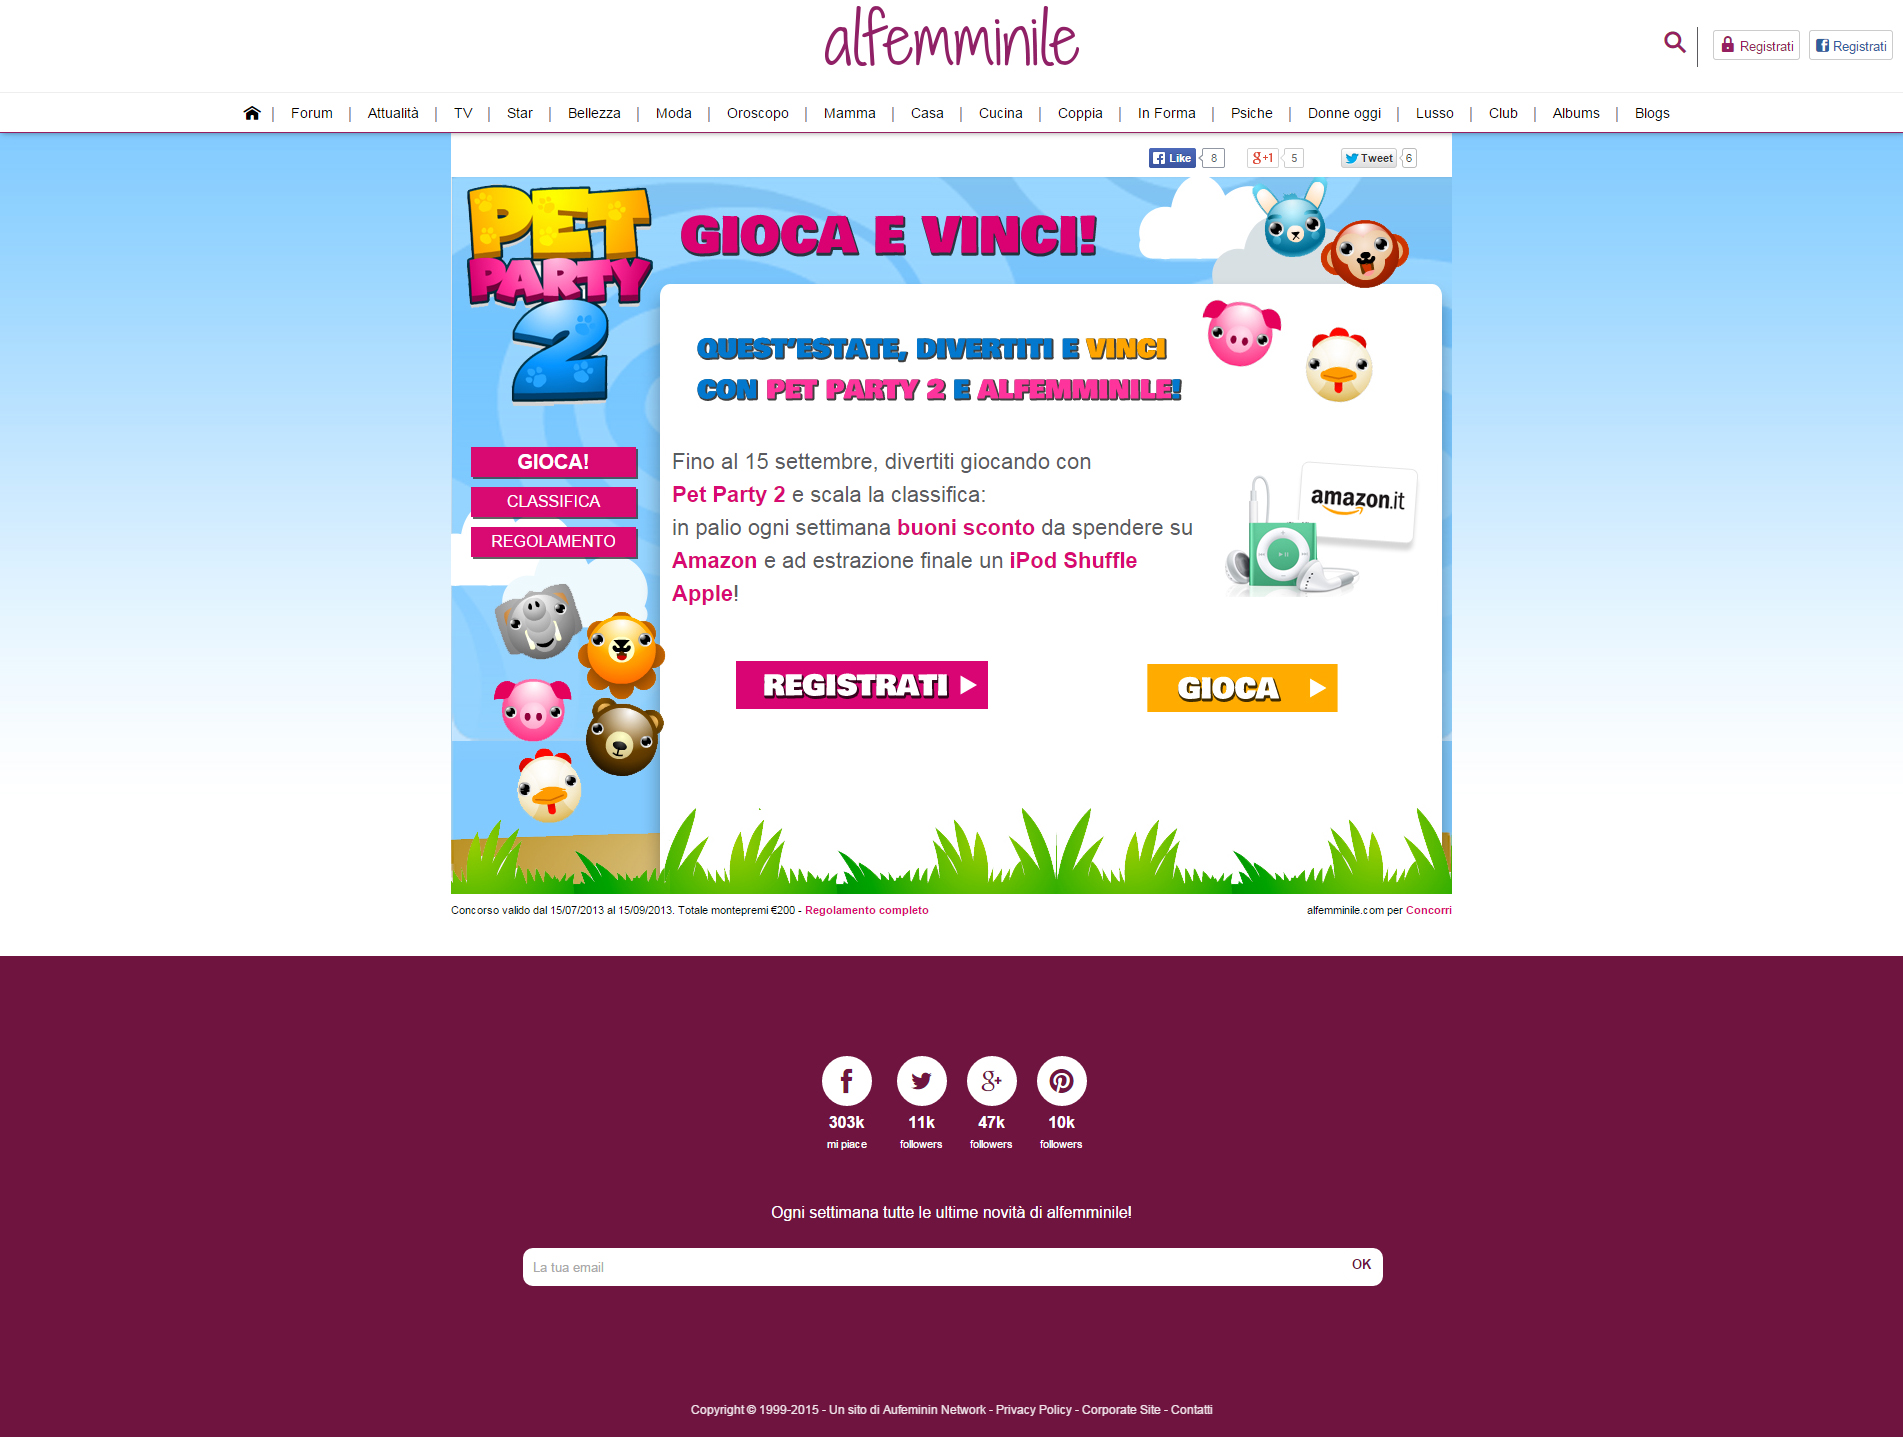 alfemminile
Registrati
Registrati
Forum | Attualità | TV | Star | Bellezza | Moda | Oroscopo | Mamma | Casa | Cucina | Coppia | In Forma | Psiche | Donne oggi | Lusso | Club | Albums | Blogs
Like 8 g+1 5 Tweet 6
PET
PARTY
2
GIOCA E VINCI!
QUEST'ESTATE, DIVERTITI E VINCI
CON PET PARTY 2 E ALFEMMINILE!
GIOCA!
CLASSIFICA
REGOLAMENTO
Fino al 15 settembre, divertiti giocando con
Pet Party 2 e scala la classifica:
in palio ogni settimana buoni sconto da spendere su
Amazon e ad estrazione finale un iPod Shuffle
Apple!
amazon.it
REGISTRATI
GIOCA
Concorso valido dal 15/07/2013 al 15/09/2013. Totale montepremi €200 - Regolamento completo
alfemminile.com per Concorri
303k
mi piace
11k
followers
47k
followers
10k
followers
Ogni settimana tutte le ultime novità di alfemminile!
La tua email
OK
Copyright © 1999-2015 - Un sito di Aufeminin Network - Privacy Policy - Corporate Site - Contatti